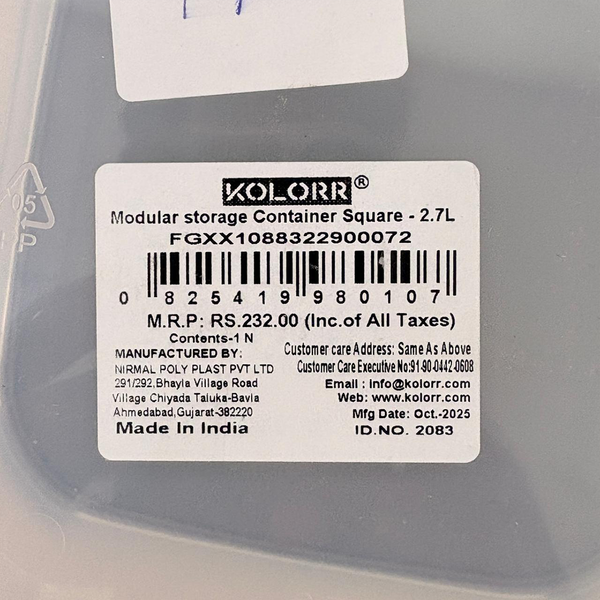 KOLORR®
Modular storage Container Square - 2.7L
FGXX1088322900072
0 825419 980107
M.R.P: RS.232.00 (Inc.of All Taxes)
Contents-1 N
MANUFACTURED BY:
NIRMAL POLY PLAST PVT LTD
291/292,Bhayla Village Road
Village Chiyada Taluka-Bavla
Ahmedabad,Gujarat-382220
Made In India
Customer care Address: Same As Above
Customer Care Executive No:91-90-0442-0608
Email : info@kolorr.com
Web: www.kolorr.com
Mfg Date: Oct.-2025
ID.NO. 2083
05